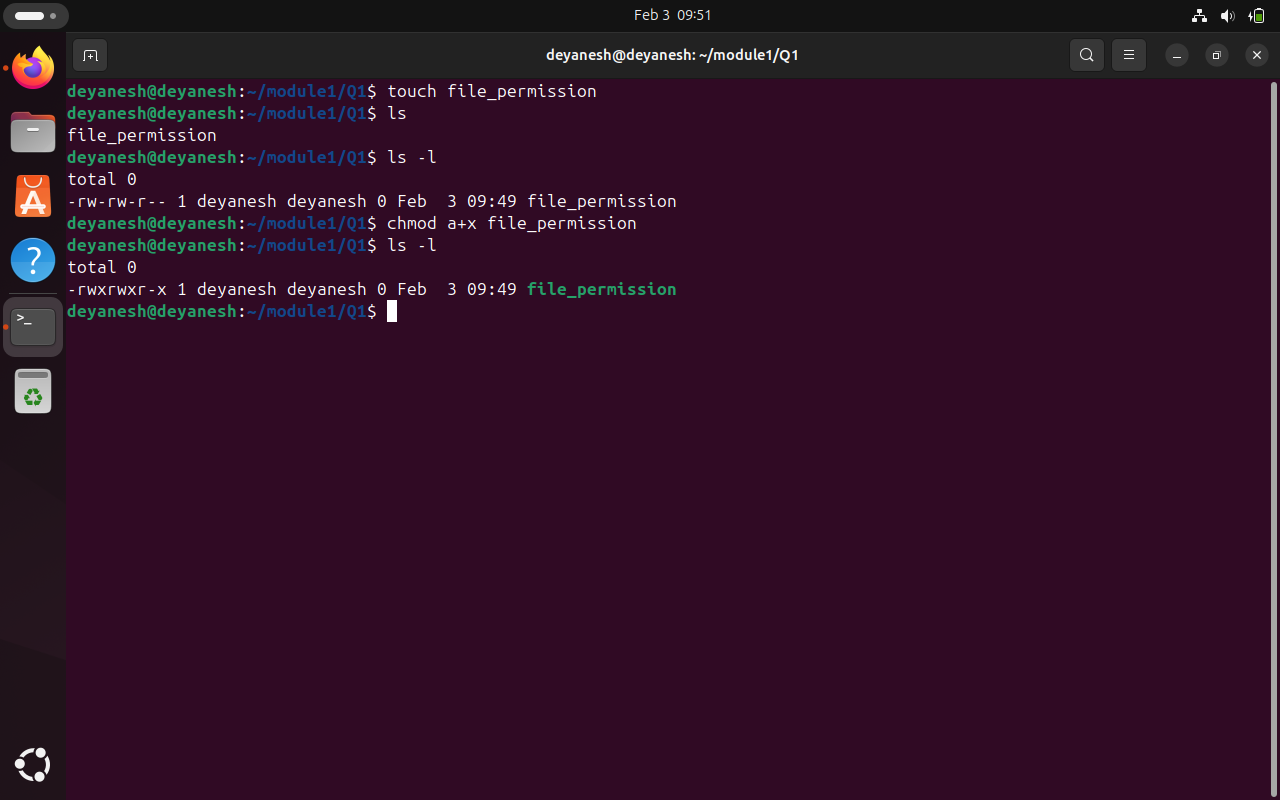 Feb 3 09:51
deyanesh@deyanesh: ~/module1/Q1
deyanesh@deyanesh:~/module1/Q1$ touch file_permission
deyanesh@deyanesh:~/module1/Q1$ ls
file_permission
deyanesh@deyanesh:~/module1/Q1$ ls -l
total 0
-rw-rw-r-- 1 deyanesh deyanesh 0 Feb  3 09:49 file_permission
deyanesh@deyanesh:~/module1/Q1$ chmod a+x file_permission
deyanesh@deyanesh:~/module1/Q1$ ls -l
total 0
-rwxrwxr-x 1 deyanesh deyanesh 0 Feb  3 09:49 file_permission
deyanesh@deyanesh:~/module1/Q1$